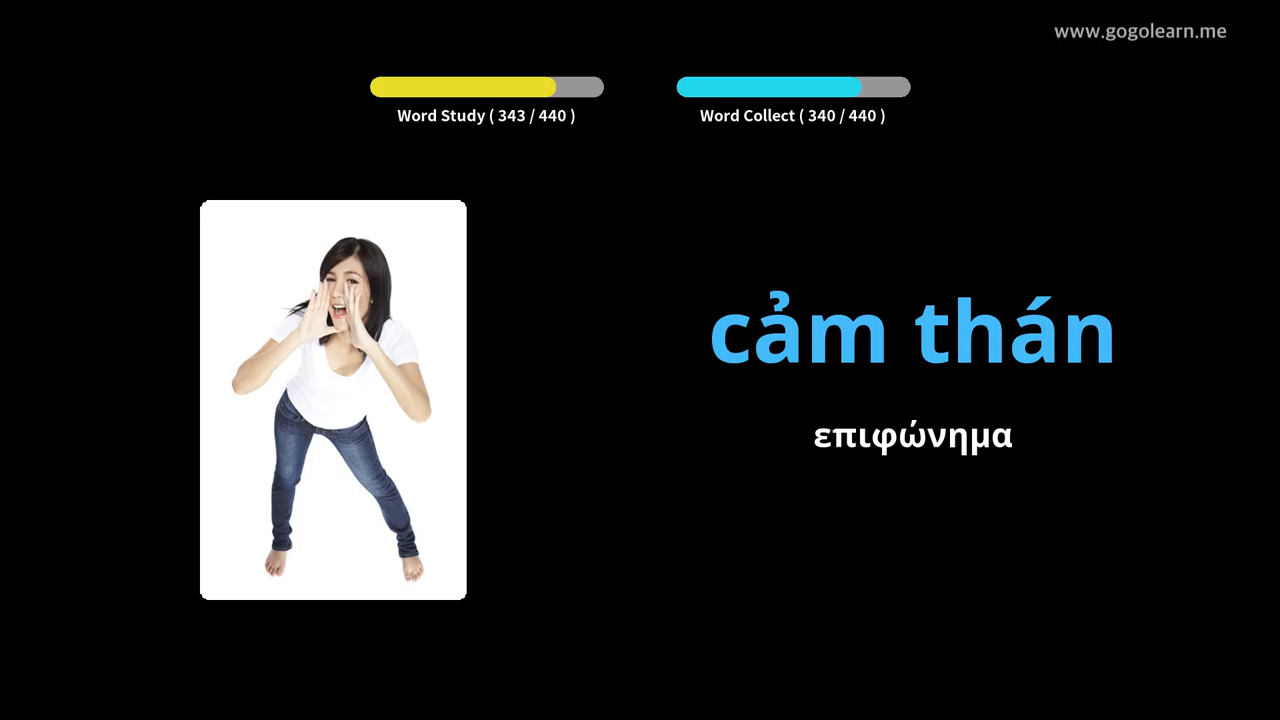 www.gogolearn.me
Word Study ( 343 / 440 )
Word Collect ( 340 / 440 )
cảm thán
επιφώνημα